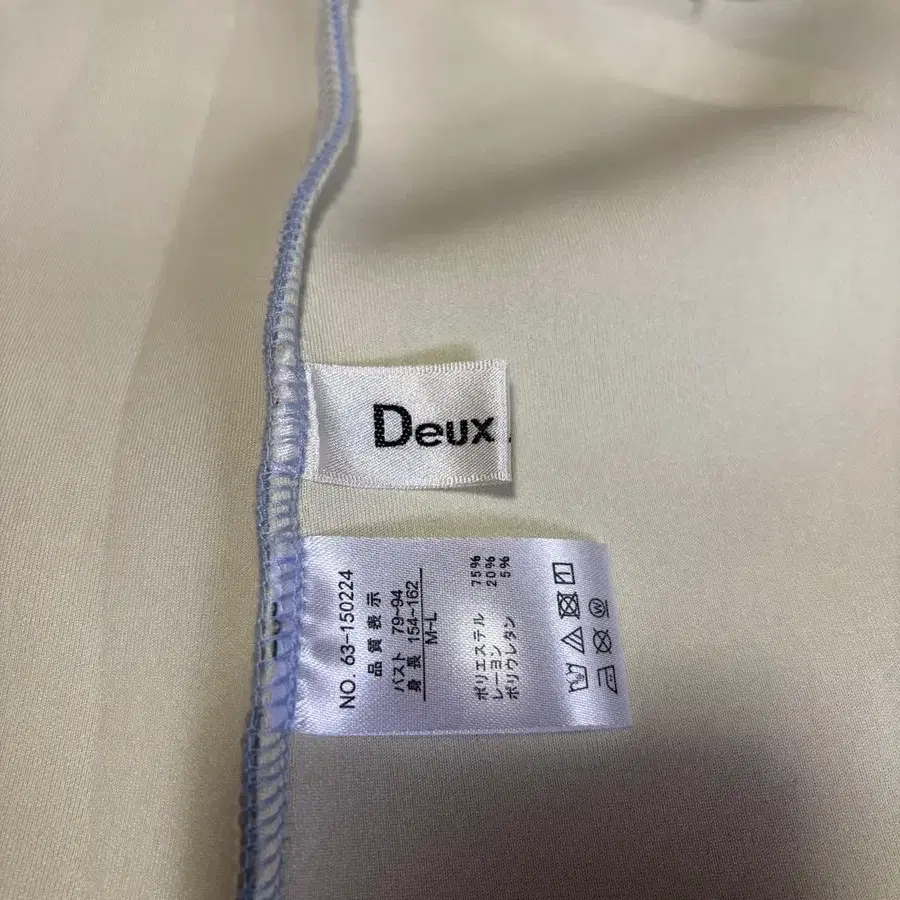 Deux
NO. 63-150224
品質表示
バスト 79~94
身長 154~162
M~L
ポリエステル 75%
レーヨン 20%
ポリウレタン 5%
W